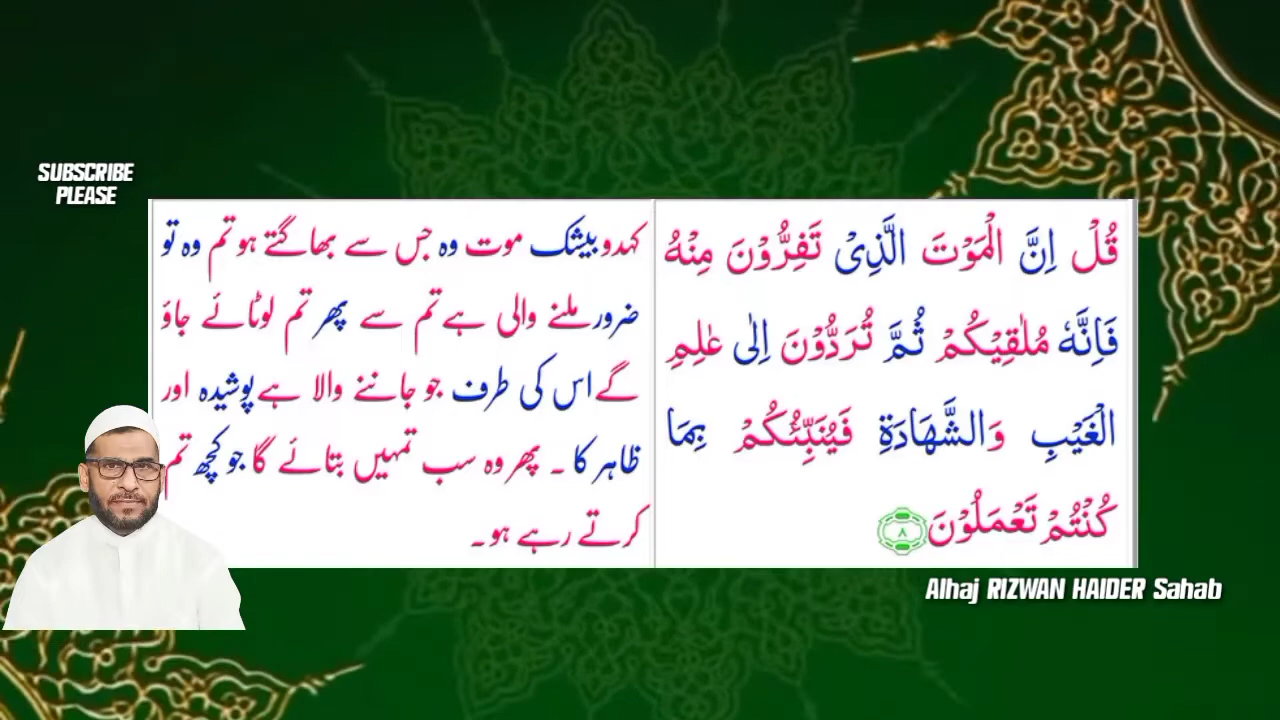 SUBSCRIBE
PLEASE
قُلْ اِنَّ الْمَوْتَ الَّذِیْ تَفِرُّوْنَ مِنْهُ
فَاِنَّهٗ مُلٰقِیْكُمْ ثُمَّ تُرَدُّوْنَ اِلٰی عٰلِمِ
الْغَیْبِ وَالشَّهَادَةِ فَیُنَبِّئُكُمْ بِمَا
كُنْتُمْ تَعْمَلُوْنَ ۸
کہدو بیشک موت وہ جس سے بھاگتے ہو تم وہ تو
ضرور ملنے والی ہے تم سے پھر تم لوٹائے جاؤ
گے اس کی طرف جو جاننے والا ہے پوشیدہ اور
ظاہر کا ۔ پھر وہ سب تمہیں بتائے گا جو کچھ تم
کرتے رہے ہو۔
Alhaj RIZWAN HAIDER Sahab